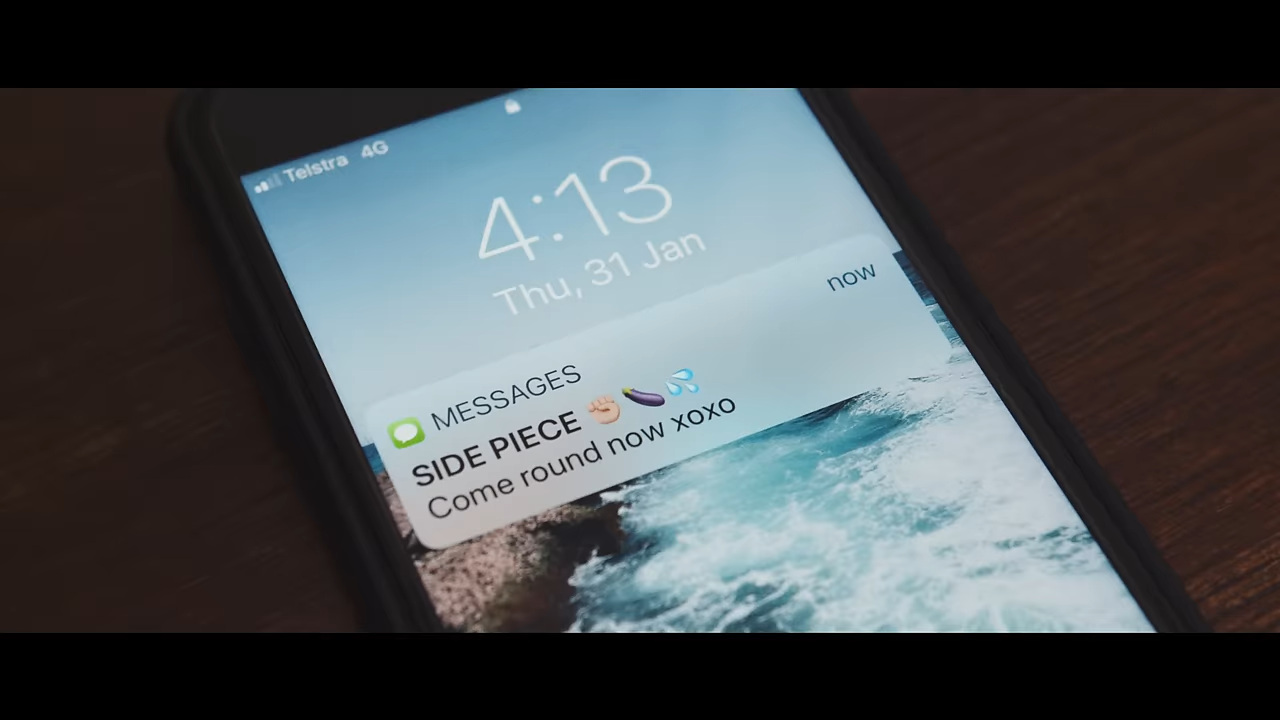 Telstra 4G
4:13
Thu, 31 Jan
MESSAGES now
SIDE PIECE ✊🏼🍆💦
Come round now xoxo